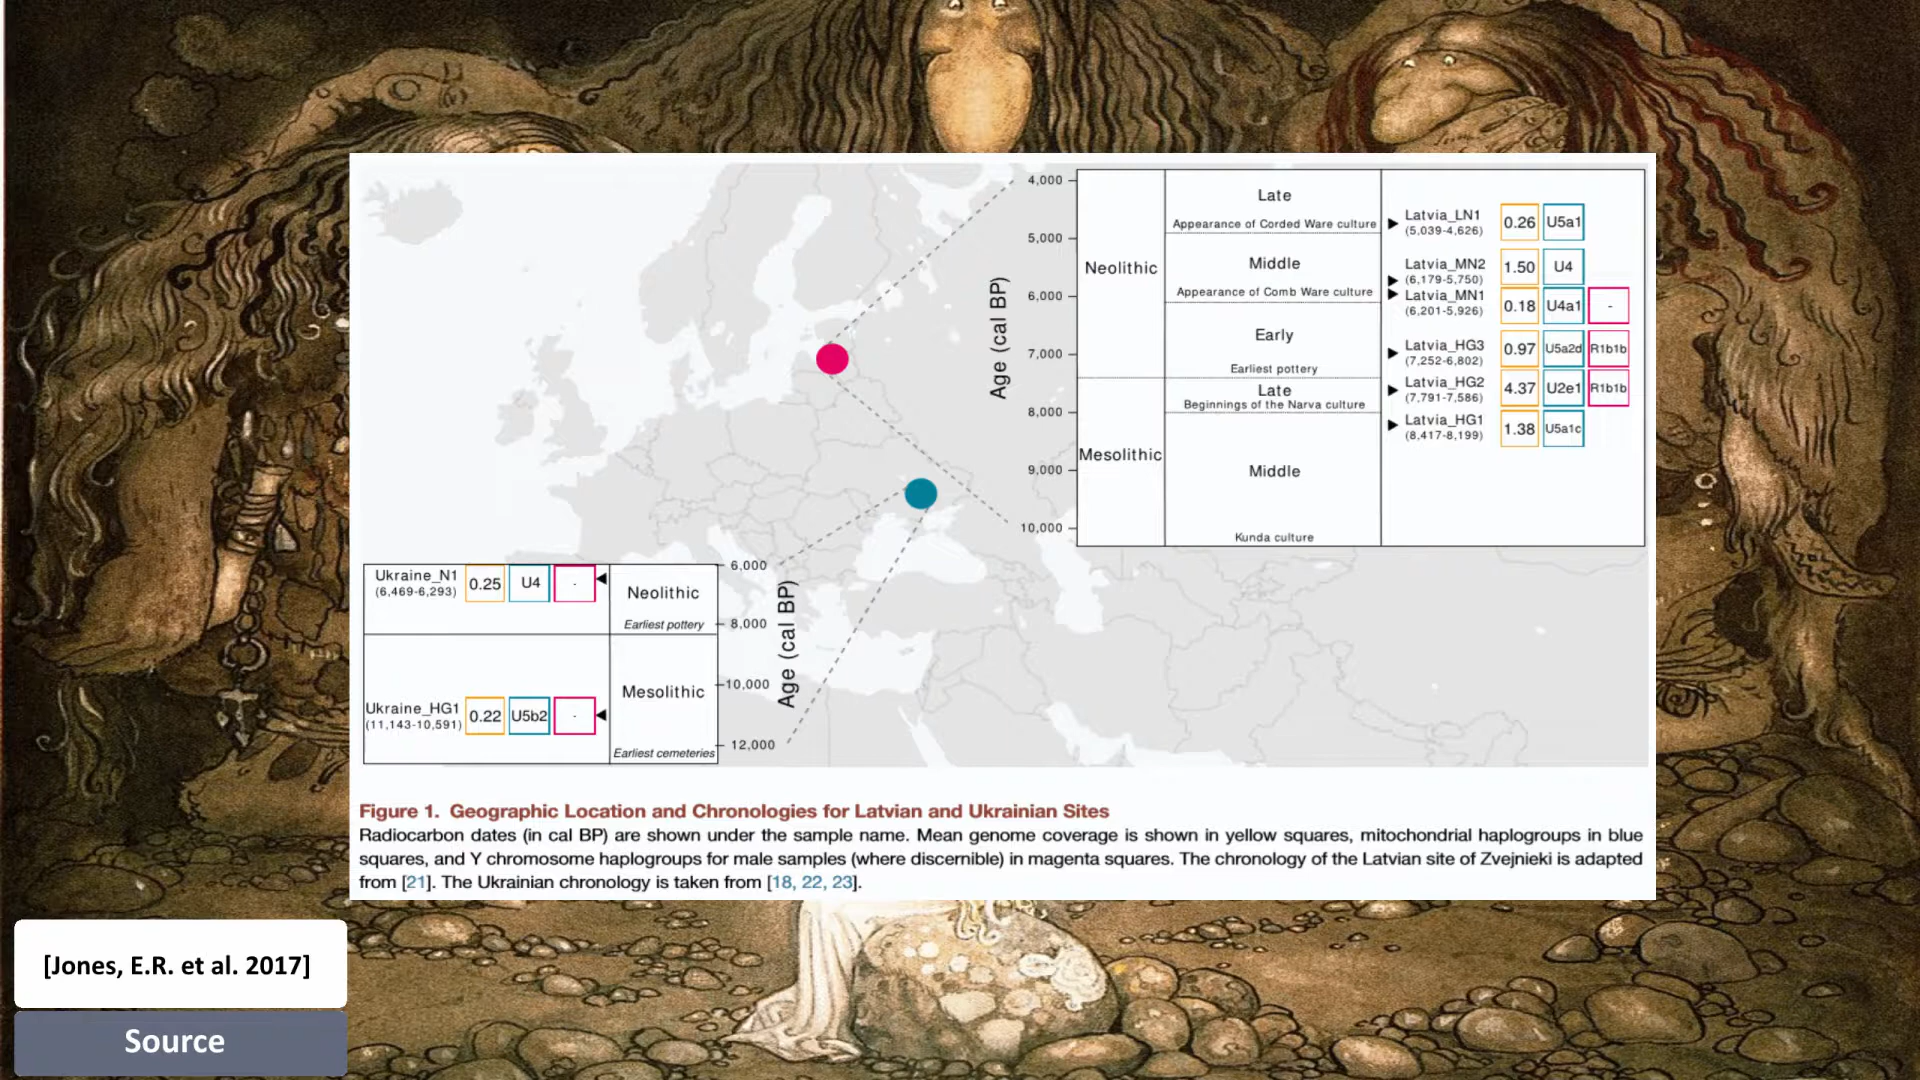 4,000
5,000
6,000
7,000
8,000
9,000
10,000
Age (cal BP)
Neolithic
Late
Appearance of Corded Ware culture
Middle
Appearance of Comb Ware culture
Early
Earliest pottery
Mesolithic
Late
Beginnings of the Narva culture
Middle
Kunda culture
Latvia_LN1 0.26 U5a1
(5,039-4,626)
Latvia_MN2 1.50 U4
(6,179-5,750)
Latvia_MN1 0.18 U4a1 -
(6,201-5,926)
Latvia_HG3 0.97 U5a2d R1b1b
(7,252-6,802)
Latvia_HG2 4.37 U2e1 R1b1b
(7,791-7,586)
Latvia_HG1 1.38 U5a1c
(8,417-8,199)
Ukraine_N1 0.25 U4 -
(6,469-6,293)
Neolithic
Earliest pottery
Ukraine_HG1 0.22 U5b2 -
(11,143-10,591)
Mesolithic
Earliest cemeteries
6,000
8,000
10,000
12,000
Age (cal BP)
Figure 1. Geographic Location and Chronologies for Latvian and Ukrainian Sites
Radiocarbon dates (in cal BP) are shown under the sample name. Mean genome coverage is shown in yellow squares, mitochondrial haplogroups in blue
squares, and Y chromosome haplogroups for male samples (where discernible) in magenta squares. The chronology of the Latvian site of Zvejnieki is adapted
from [21]. The Ukrainian chronology is taken from [18, 22, 23].
[Jones, E.R. et al. 2017]
Source